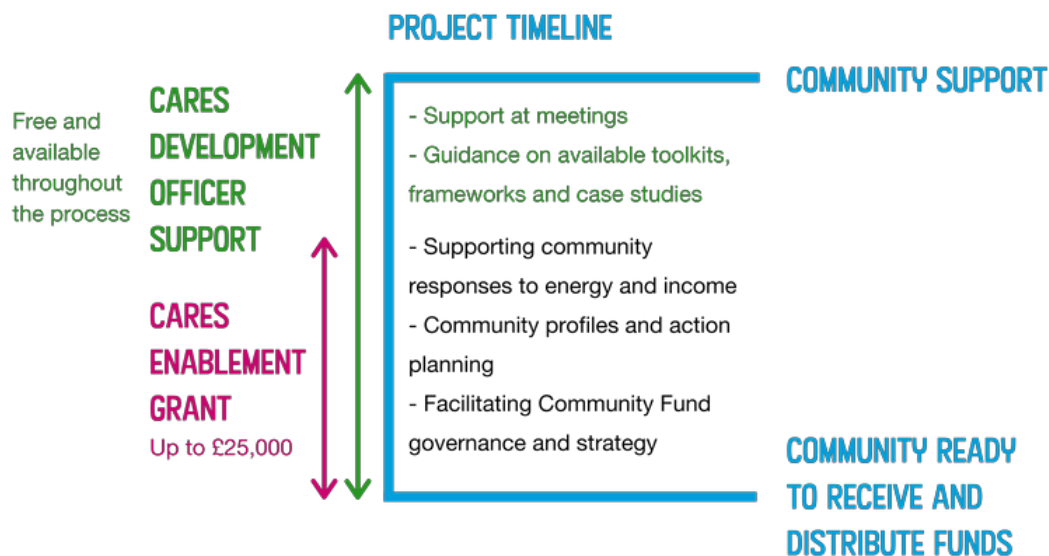 PROJECT TIMELINE
COMMUNITY SUPPORT
Free and
available
throughout
the process
CARES
DEVELOPMENT
OFFICER
SUPPORT
CARES
ENABLEMENT
GRANT
Up to £25,000
- Support at meetings
- Guidance on available toolkits,
frameworks and case studies
- Supporting community
responses to energy and income
- Community profiles and action
planning
- Facilitating Community Fund
governance and strategy
COMMUNITY READY
TO RECEIVE AND
DISTRIBUTE FUNDS